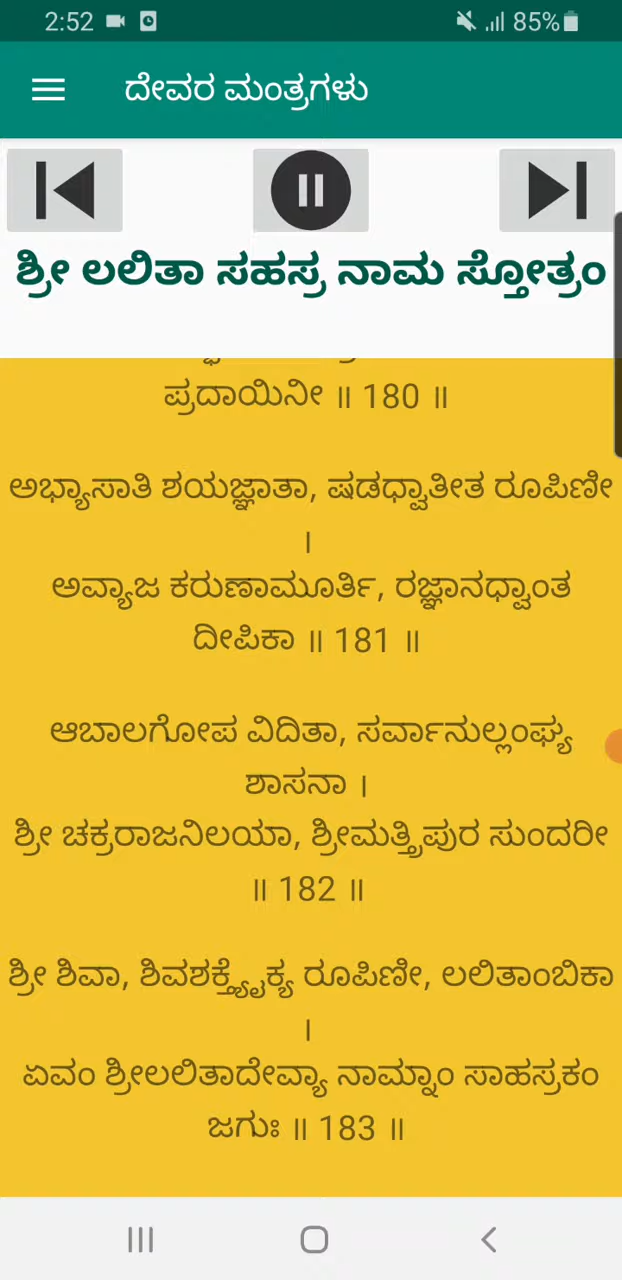 2:52
85%
ದೇವರ ಮಂತ್ರಗಳು
ಶ್ರೀ ಲಲಿತಾ ಸಹಸ್ರ ನಾಮ ಸ್ತೋತ್ರಂ
ಪ್ರದಾಯಿನೀ ॥ 180 ॥
ಅಭ್ಯಾಸಾತಿ ಶಯಜ್ಞಾತಾ, ಷಡಧ್ವಾತೀತ ರೂಪಿಣೀ
।
ಅವ್ಯಾಜ ಕರುಣಾಮೂರ್ತಿ, ರಜ್ಞಾನಧ್ವಾಂತ
ದೀಪಿಕಾ ॥ 181 ॥
ಆಬಾಲಗೋಪ ವಿದಿತಾ, ಸರ್ವಾನುಲ್ಲಂಘ್ಯ
ಶಾಸನಾ ।
ಶ್ರೀ ಚಕ್ರರಾಜನಿಲಯಾ, ಶ್ರೀಮತ್ತ್ರಿಪುರ ಸುಂದರೀ
॥ 182 ॥
ಶ್ರೀ ಶಿವಾ, ಶಿವಶಕ್ತ್ಯೈಕ್ಯ ರೂಪಿಣೀ, ಲಲಿತಾಂಬಿಕಾ
।
ಏವಂ ಶ್ರೀಲಲಿತಾದೇವ್ಯಾ ನಾಮ್ನಾಂ ಸಾಹಸ್ರಕಂ
ಜಗುಃ ॥ 183 ॥